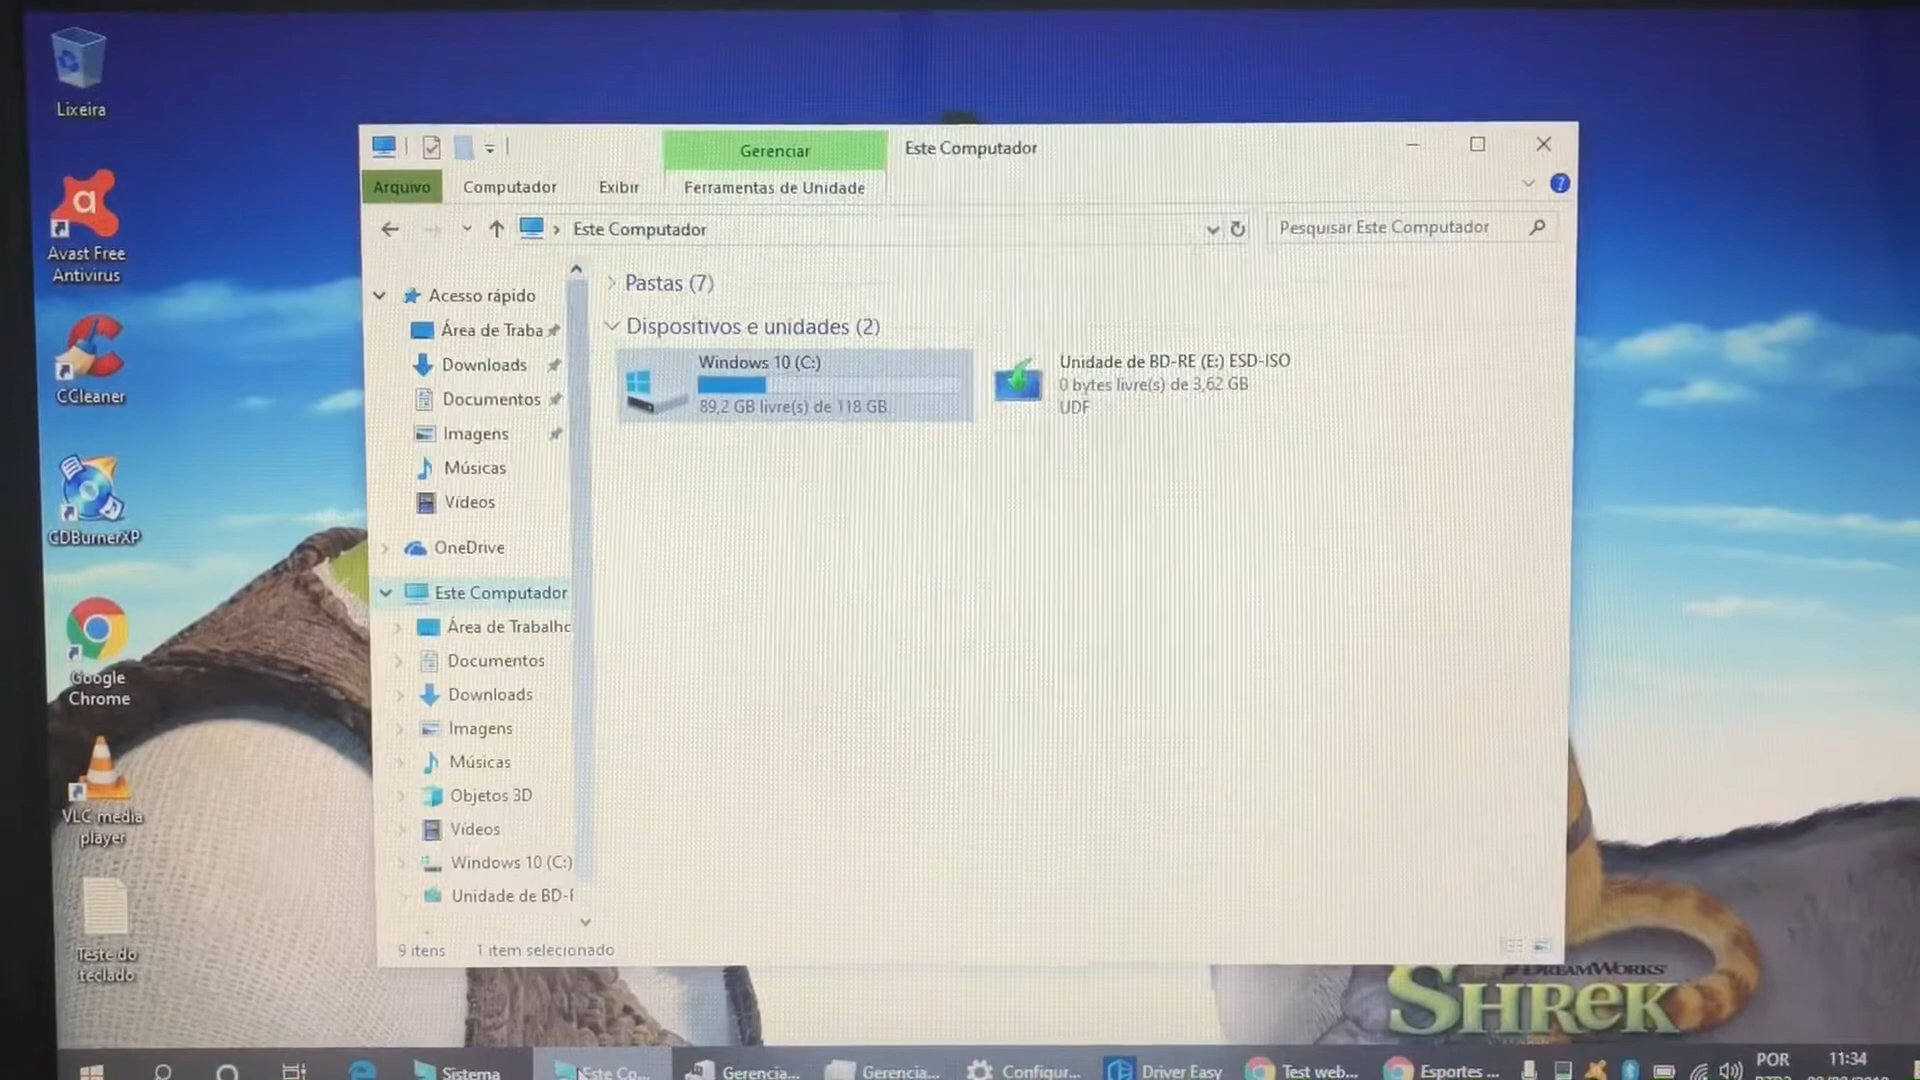 Lixeira
Avast Free
Antivirus
CCleaner
CDBurnerXP
Google
Chrome
VLC media
player
Teste do
teclado
Gerenciar
Este Computador
Arquivo
Computador
Exibir
Ferramentas de Unidade
Este Computador
Pesquisar Este Computador
Acesso rápido
Área de Traba
Downloads
Documentos
Imagens
Músicas
Vídeos
OneDrive
Este Computador
Área de Trabalhc
Documentos
Downloads
Imagens
Músicas
Objetos 3D
Vídeos
Windows 10 (C:)
Unidade de BD-F
Pastas (7)
Dispositivos e unidades (2)
Windows 10 (C:)
89,2 GB livre(s) de 118 GB
Unidade de BD-RE (E:) ESD-ISO
0 bytes livre(s) de 3,62 GB
UDF
9 itens
1 item selecionado
DREAMWORKS
SHREK
Sistema
Este Co...
Gerencia...
Gerencia...
Configur...
Driver Easy
Test web...
Esportes ...
POR
11:34